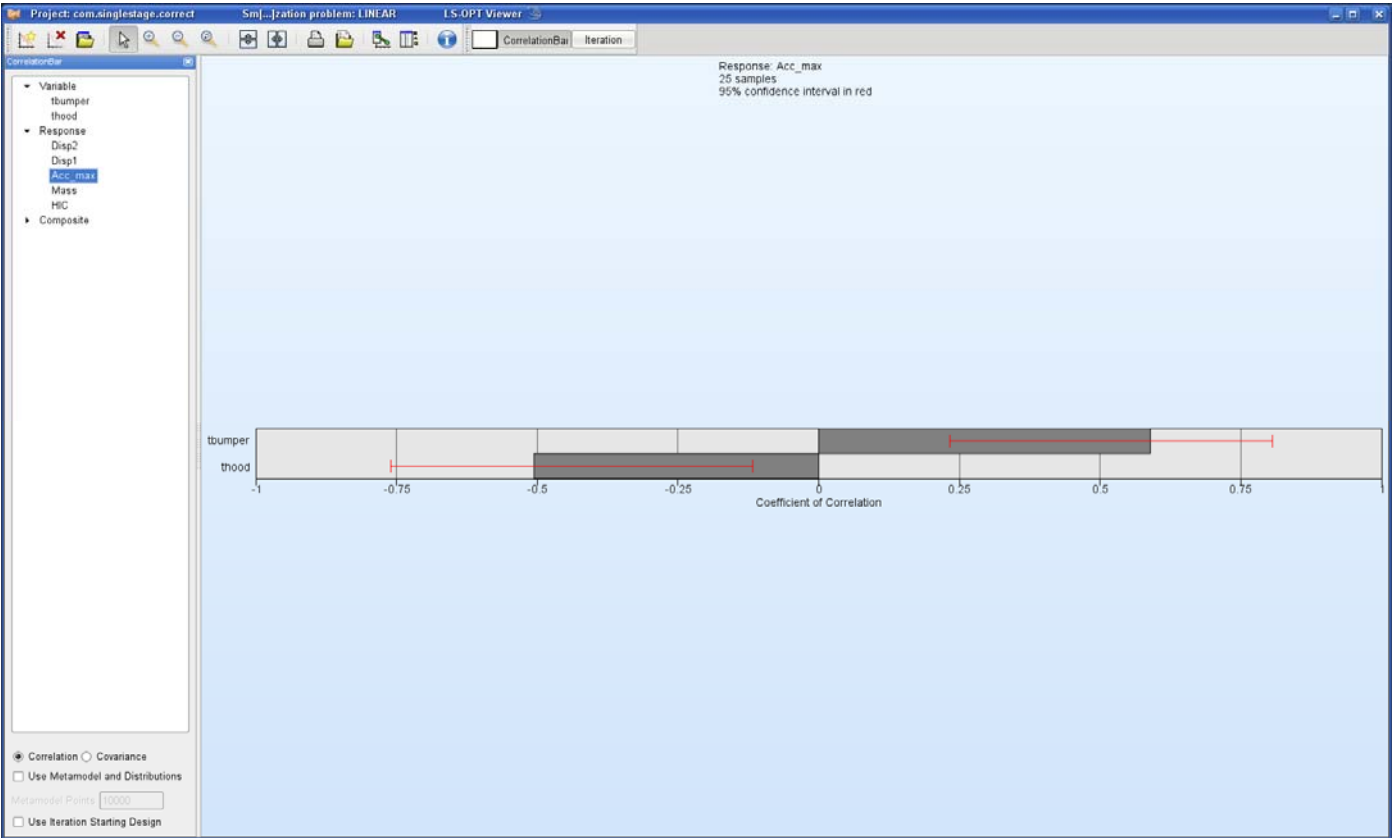 Project: com.singlestage.correct Sm[...]zation problem: LINEAR LS-OPT Viewer
CorrelationBar Iteration
CorrelationBar
Variable
tbumper
thood
Response
Disp2
Disp1
Acc_max
Mass
HIC
Composite
Correlation Covariance
Use Metamodel and Distributions
Metamodel Points 10000
Use Iteration Starting Design
Response: Acc_max
25 samples
95% confidence interval in red
tbumper
thood
-1 -0.75 -0.5 -0.25 0 0.25 0.5 0.75 1
Coefficient of Correlation